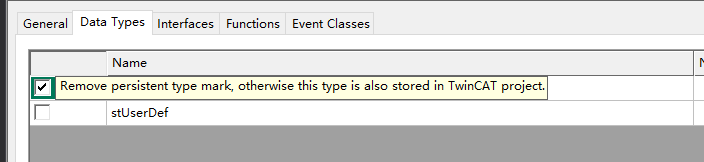 General Data Types Interfaces Functions Event Classes
Name N
Remove persistent type mark, otherwise this type is also stored in TwinCAT project.
stUserDef